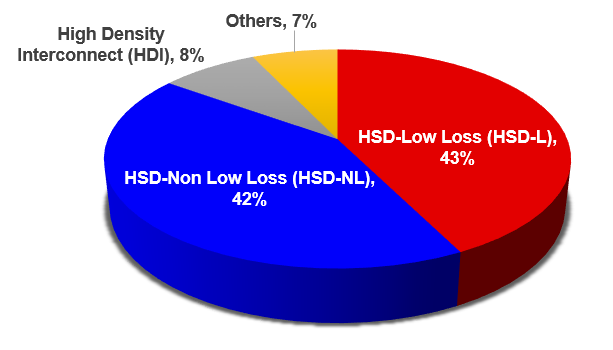 Others, 7%
High Density
Interconnect (HDI), 8%
HSD-Low Loss (HSD-L),
43%
HSD-Non Low Loss (HSD-NL),
42%